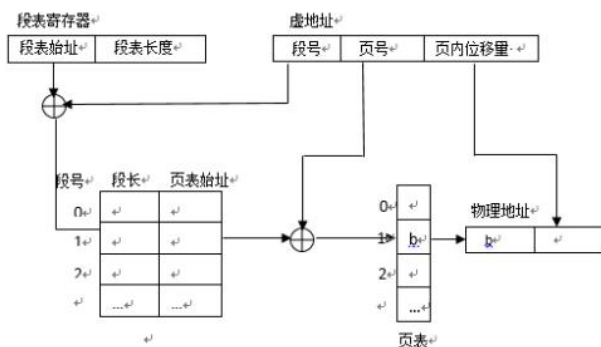 段表寄存器
虚地址
段表始址 段表长度
段号 页号 页内位移量
段号 段长 页表始址
0
1
2
... ...
0
1 b
2
...
页表
物理地址
b